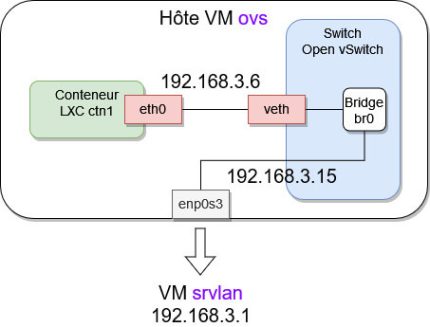 Hôte VM ovs
Switch
Open vSwitch
192.168.3.6
Conteneur
LXC ctn1
eth0
veth
Bridge
br0
192.168.3.15
enp0s3
VM srvlan
192.168.3.1